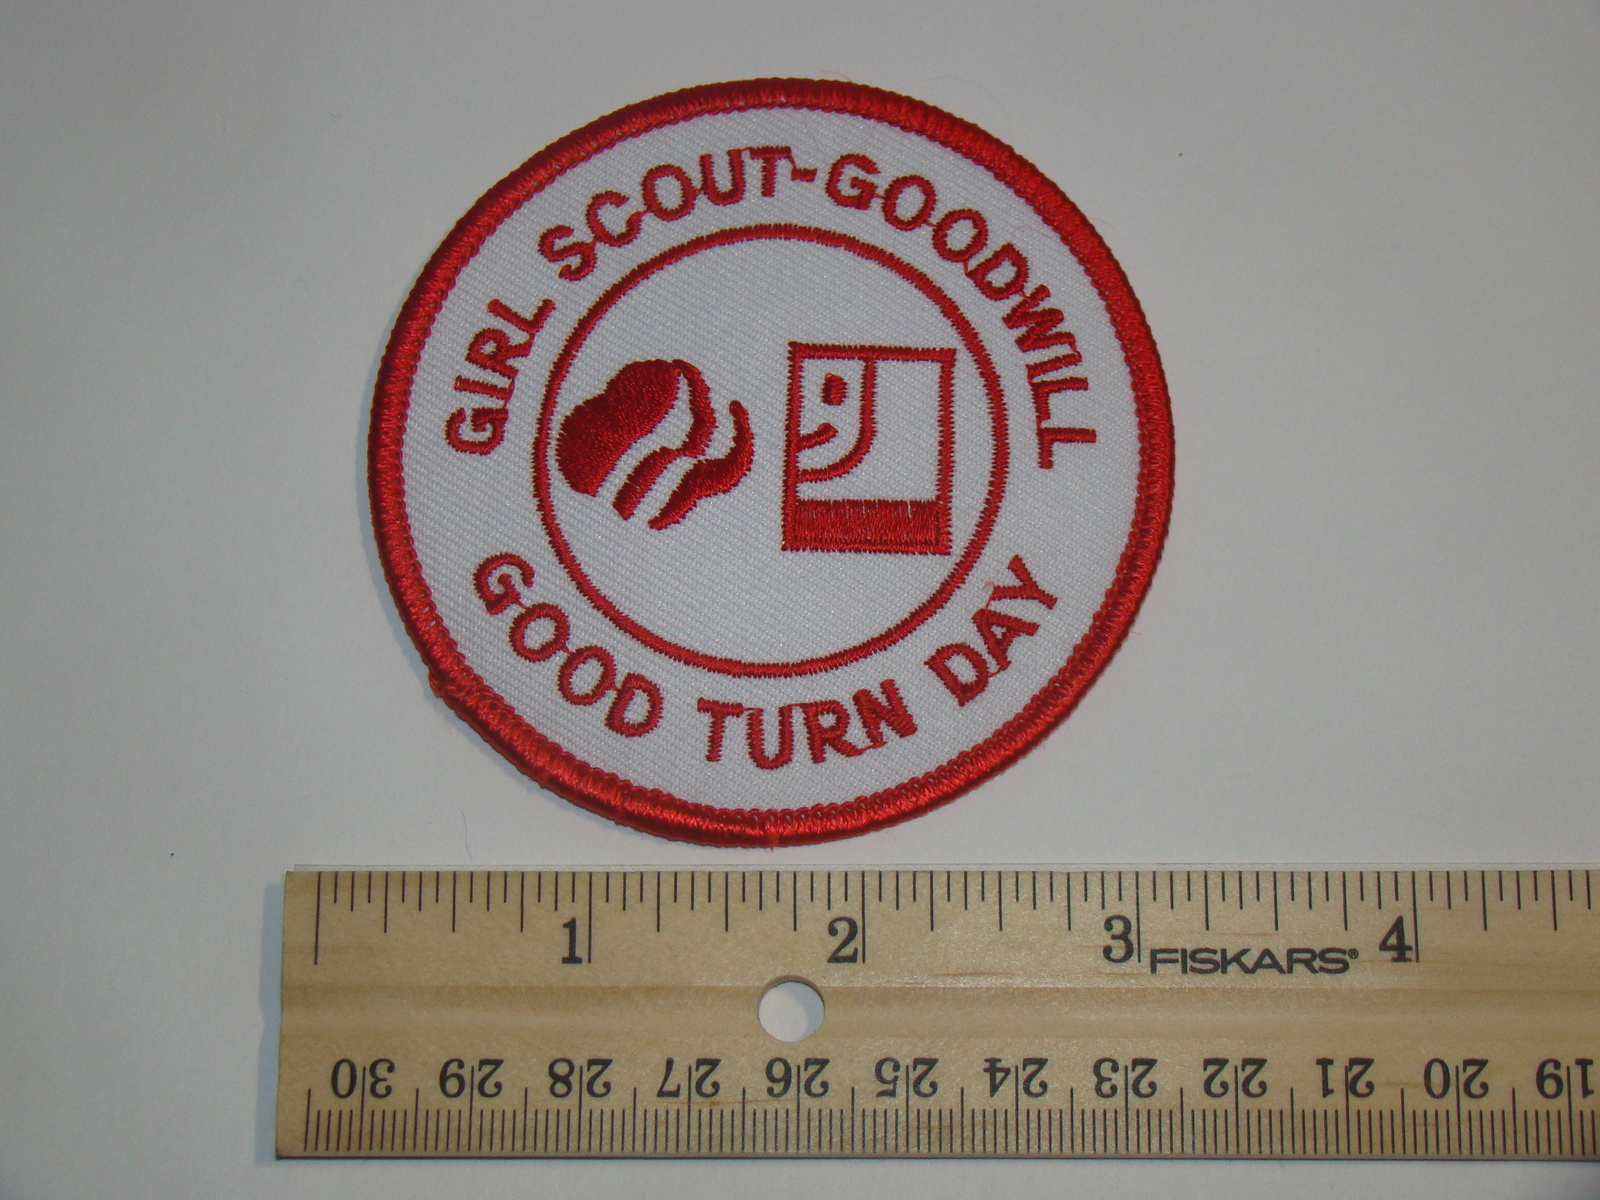 GIRL SCOUT-GOODWILL
GOOD TURN DAY
1 2 3 FISKARS® 4
30 29 28 27 26 25 24 23 22 21 20 19